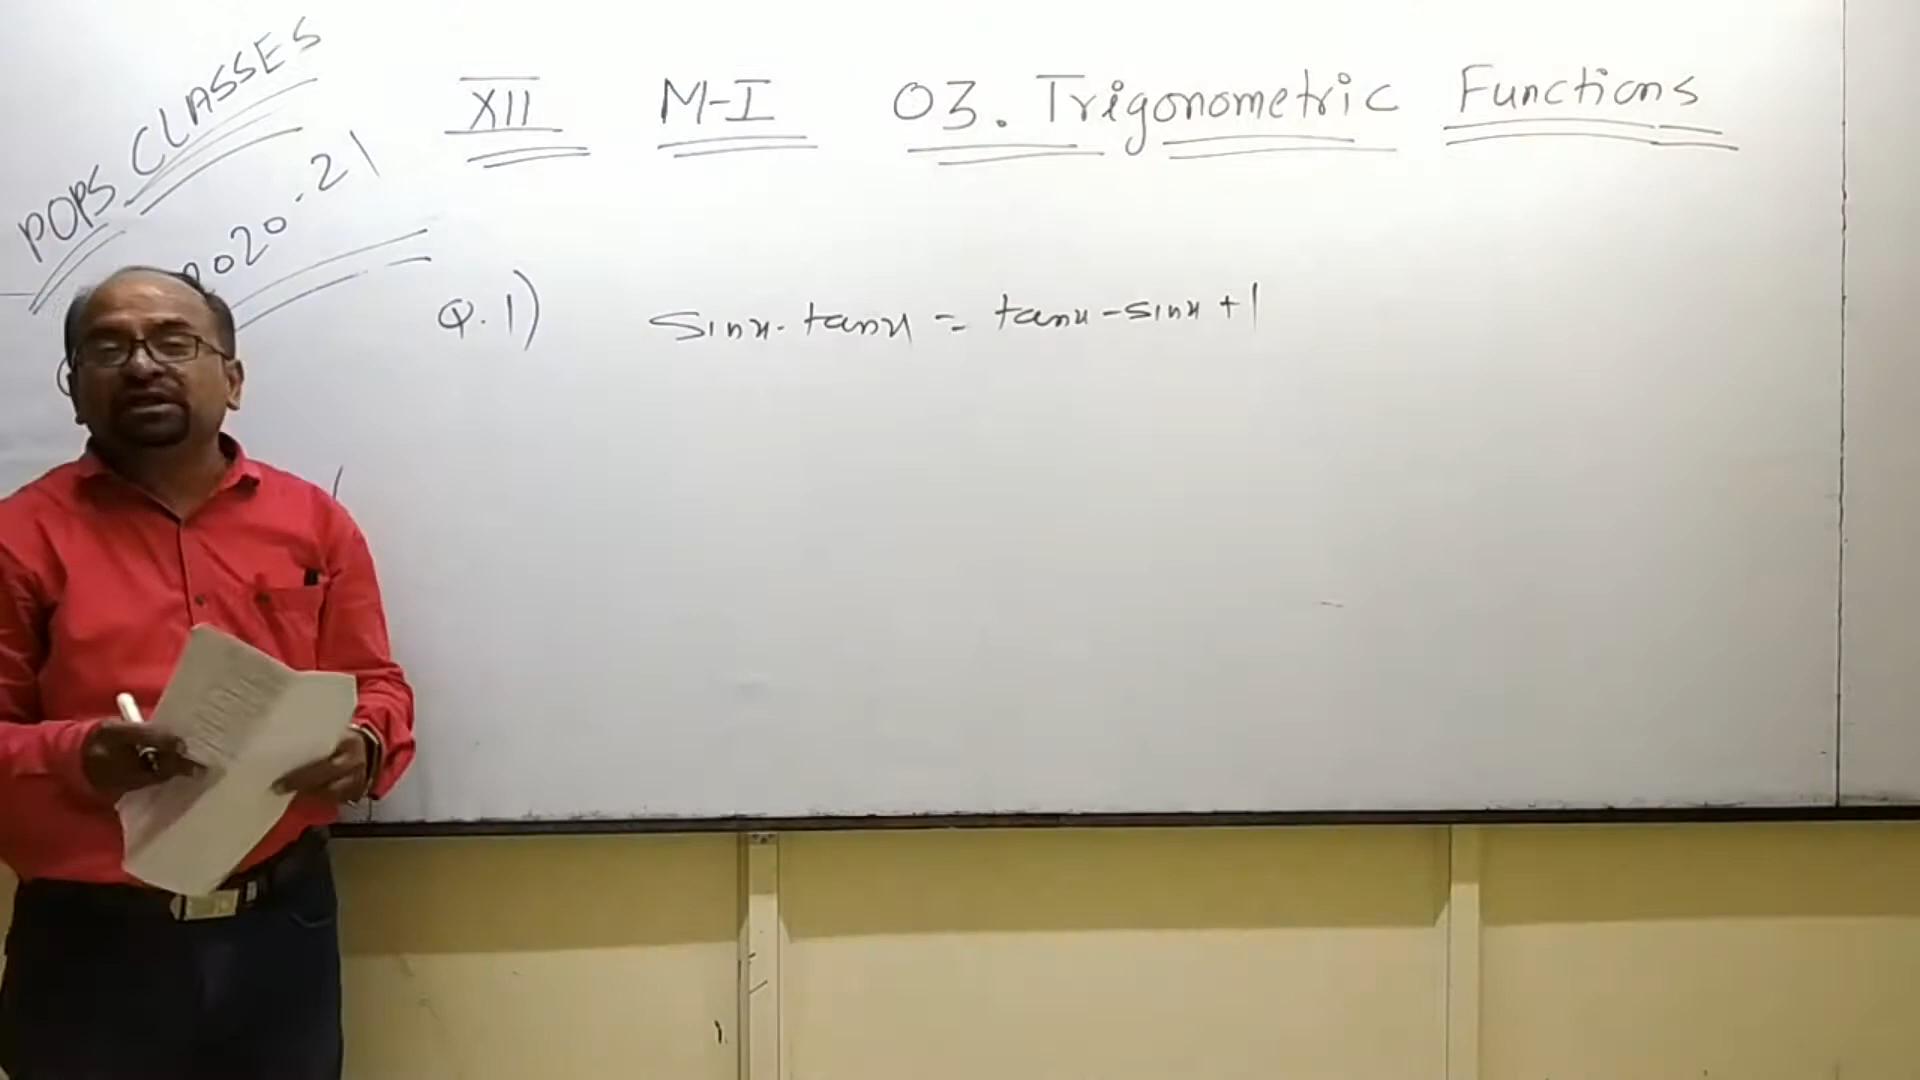 POPS CLASSES
2020-21
XII M-I 03. Trigonometric Functions
Q.1) sinx. tanx = tanx - sinx + 1